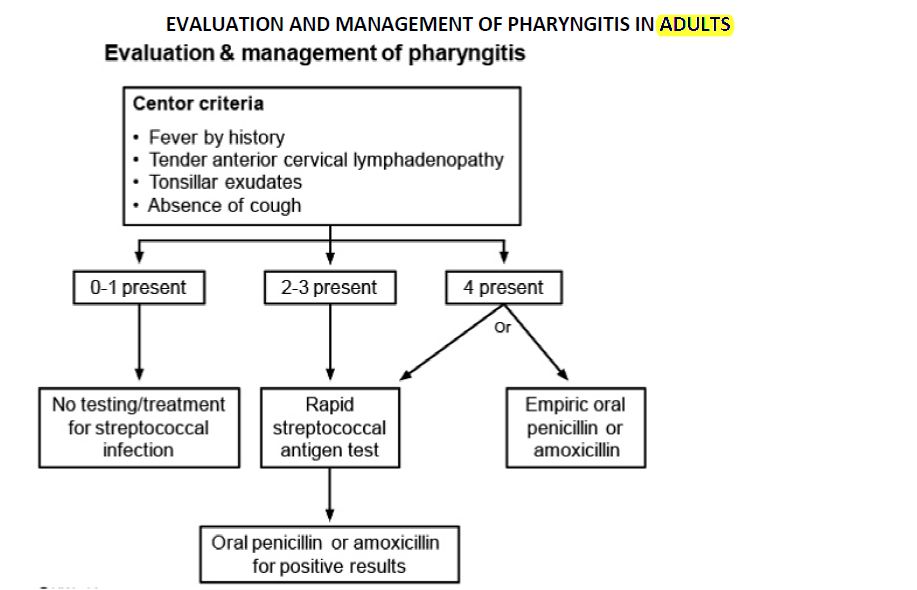 EVALUATION AND MANAGEMENT OF PHARYNGITIS IN ADULTS
Evaluation & management of pharyngitis
Centor criteria
• Fever by history
• Tender anterior cervical lymphadenopathy
• Tonsillar exudates
• Absence of cough
0-1 present
2-3 present
4 present
Or
No testing/treatment
for streptococcal
infection
Rapid
streptococcal
antigen test
Empiric oral
penicillin or
amoxicillin
Oral penicillin or amoxicillin
for positive results